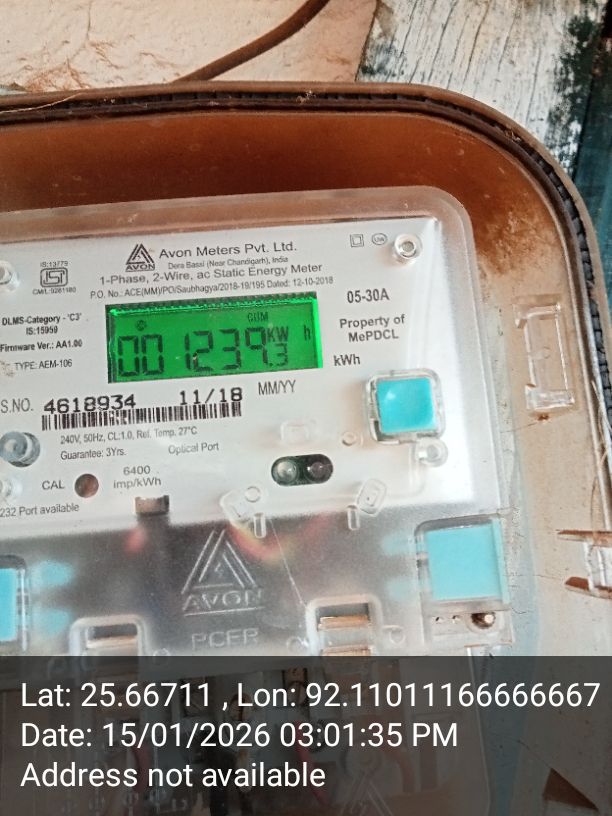 IS:13779
CM/L:9281180
AVON
Avon Meters Pvt. Ltd.
Dera Bassi (Near Chandigarh), India
1-Phase, 2-Wire, ac Static Energy Meter
P.O. No.: ACE(MM)/PO/Saubhagya/2018-19/195 Dated: 12-10-2018
DLMS-Category - 'C3'
IS:15959
Firmware Ver.: AA1.00
TYPE: AEM-106
CUM
001239.3 KW h
kWh
05-30A
Property of
MePDCL
S.NO. 4618934 11/18 MM/YY
240V, 50Hz, CL:1.0, Ref. Temp. 27°C
Guarantee: 3Yrs. Optical Port
CAL 6400
imp/kWh
232 Port available
AVON
Lat: 25.66711 , Lon: 92.11011166666667
Date: 15/01/2026 03:01:35 PM
Address not available